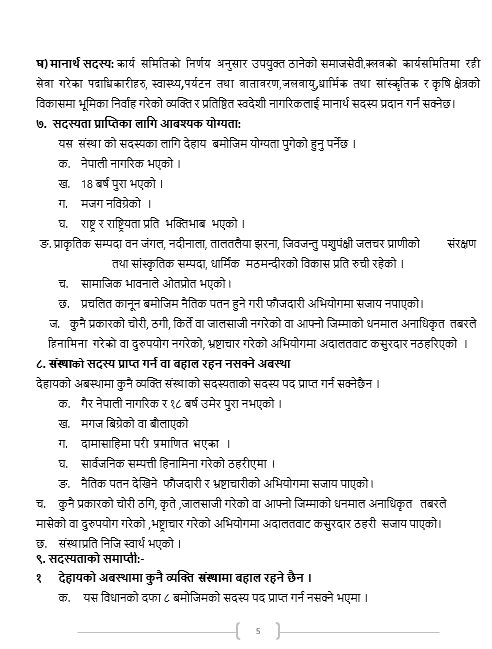 घ) मानार्थ सदस्य: कार्य समितिको निर्णय अनुसार उपयुक्त ठानेको समाजसेवी,क्लबको कार्यसमितिमा रही
सेवा गरेका पदाधिकारीहरु, स्वास्थ्य,पर्यटन तथा वातावरण,जलवायु,धार्मिक तथा सांस्कृतिक र कृषि क्षेत्रको
विकासमा भूमिका निर्वाह गरेको व्यक्ति र प्रतिष्ठित स्वदेशी नागरिकलाई मानार्थ सदस्य प्रदान गर्न सक्नेछ।
७. सदस्यता प्राप्तिका लागि आबश्यक योग्यता:
यस संस्था को सदस्यका लागि देहाय बमोजिम योग्यता पुगेको हुनु पर्नेछ ।
क. नेपाली नागरिक भएको ।
ख. 18 बर्ष पुरा भएको ।
ग. मजग नविग्रेको ।
घ. राष्ट्र र राष्ट्रियता प्रति भक्तिभाब भएको ।
ङ. प्राकृतिक सम्पदा वन जंगल, नदीनाला, तालतलैया झरना, जिवजन्तु पशुपंक्षी जलचर प्राणीको संरक्षण
तथा सांस्कृतिक सम्पदा, धार्मिक मठमन्दीरको विकास प्रति रुची रहेको ।
च. सामाजिक भावनाले ओतप्रोत भएको।
छ. प्रचलित कानून बमोजिम नैतिक पतन हुने गरी फौजदारी अभियोगमा सजाय नपाएको।
ज. कुनै प्रकारको चोरी, ठगी, किर्ते वा जालसाजी नगरेको वा आफ्नो जिम्माको धनमाल अनाधिकृत तबरले
हिनामिना गरेको वा दुरुपयोग नगरेको, भ्रष्टाचार गरेको अभियोगमा अदालतवाट कसुरदार नठहरिएको ।
८. संस्थाको सदस्य प्राप्त गर्न वा बहाल रहन नसक्ने अबस्था
देहायको अबस्थामा कुनै व्यक्ति संस्थाको सदस्यताको सदस्य पद प्राप्त गर्न सक्नेछैन ।
क. गैर नेपाली नागरिक र १८ बर्ष उमेर पुरा नभएको ।
ख. मगज बिग्रेको वा बौलाएको
ग. दामासाहिमा परी प्रमाणित भएका ।
घ. सार्वजनिक सम्पत्ती हिनामिना गरेको ठहरीएमा ।
ङ. नैतिक पतन देखिने फौजदारी र भ्रष्टाचारीको अभियोगमा सजाय पाएको।
च. कुनै प्रकारको चोरी ठगि, कृते ,जालसाजी गरेको वा आफ्नो जिम्माको धनमाल अनाधिकृत तबरले
मासेको वा दुरुपयोग गरेको ,भष्टाचार गरेको अभियोगमा अदालतवाट कसुरदार ठहरी सजाय पाएको।
छ. संस्थाप्रति निजि स्वार्थ भएको ।
९. सदस्यताको समाप्ती:-
१ देहायको अबस्थामा कुनै व्यक्ति संस्थामा बहाल रहने छैन ।
क. यस विधानको दफा ८ बमोजिमको सदस्य पद प्राप्त गर्न नसक्ने भएमा ।
5